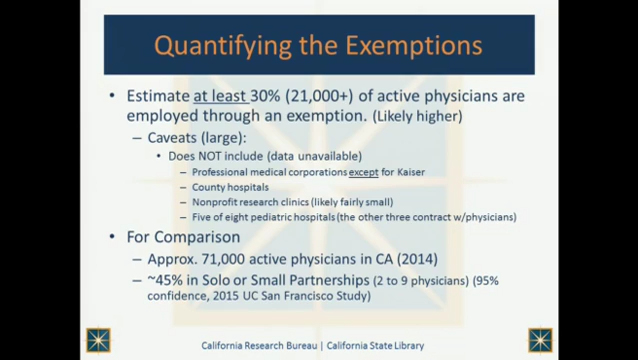 Quantifying the Exemptions
• Estimate at least 30% (21,000+) of active physicians are
employed through an exemption. (Likely higher)
– Caveats (large):
• Does NOT include (data unavailable)
– Professional medical corporations except for Kaiser
– County hospitals
– Nonprofit research clinics (likely fairly small)
– Five of eight pediatric hospitals (the other three contract w/physicians)
• For Comparison
– Approx. 71,000 active physicians in CA (2014)
– ~45% in Solo or Small Partnerships (2 to 9 physicians) (95%
confidence, 2015 UC San Francisco Study)
California Research Bureau | California State Library